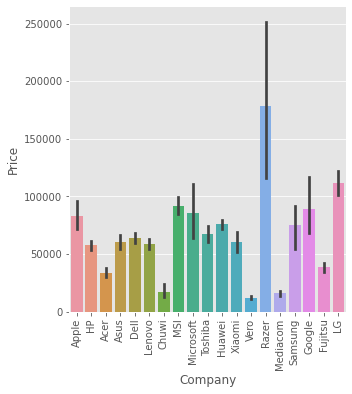 250000
200000
150000
100000
50000
0
Price
Apple
HP
Acer
Asus
Dell
Lenovo
Chuwi
MSI
Microsoft
Toshiba
Huawei
Xiaomi
Vero
Razer
Mediacom
Samsung
Google
Fujitsu
LG
Company